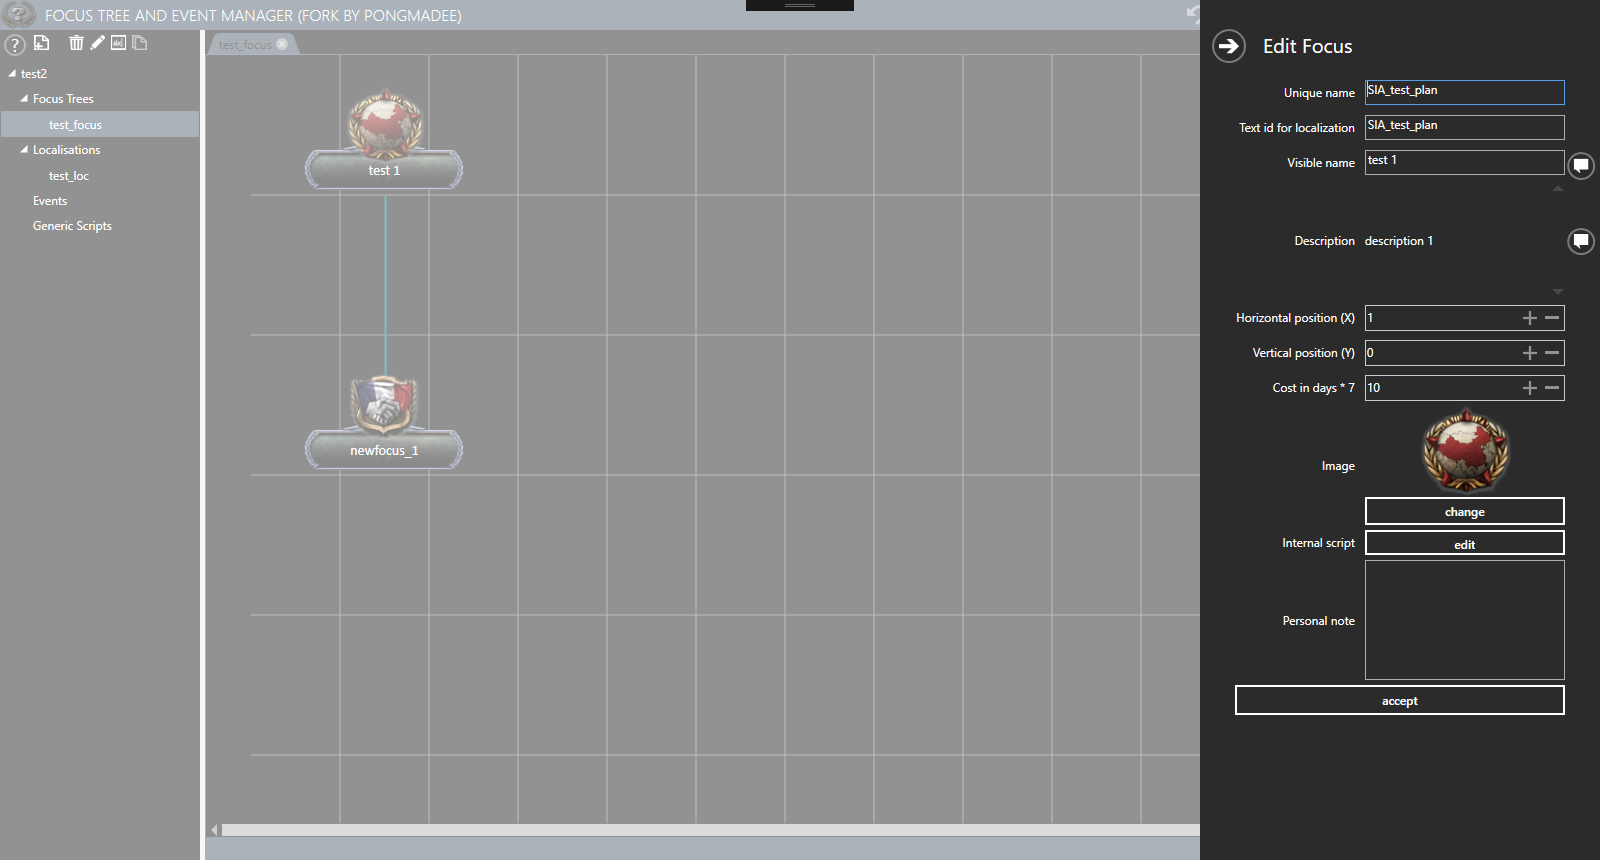 FOCUS TREE AND EVENT MANAGER (FORK BY PONGMADEE)
test2
Focus Trees
test_focus
Localisations
test_loc
Events
Generic Scripts
test_focus
test 1
newfocus_1
Edit Focus
Unique name SIA_test_plan
Text id for localization SIA_test_plan
Visible name test 1
Description description 1
Horizontal position (X) 1
Vertical position (Y) 0
Cost in days * 7 10
Image
change
Internal script edit
Personal note
accept